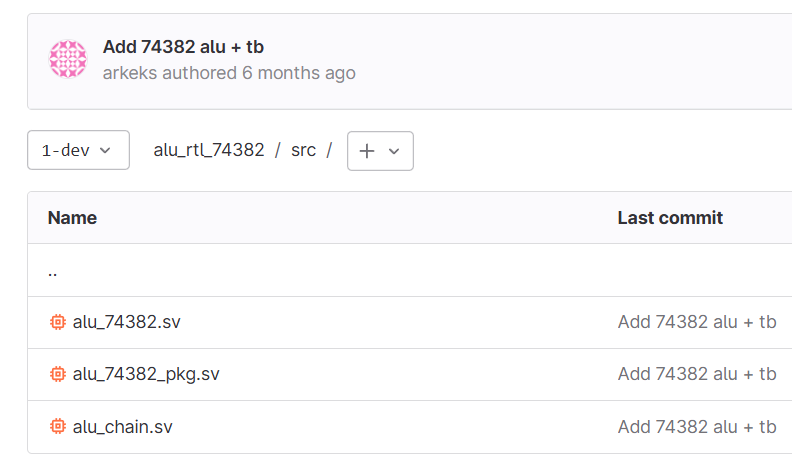 Add 74382 alu + tb
arkeks authored 6 months ago
1-dev alu_rtl_74382 / src / +
Name Last commit
..
alu_74382.sv Add 74382 alu + tb
alu_74382_pkg.sv Add 74382 alu + tb
alu_chain.sv Add 74382 alu + tb